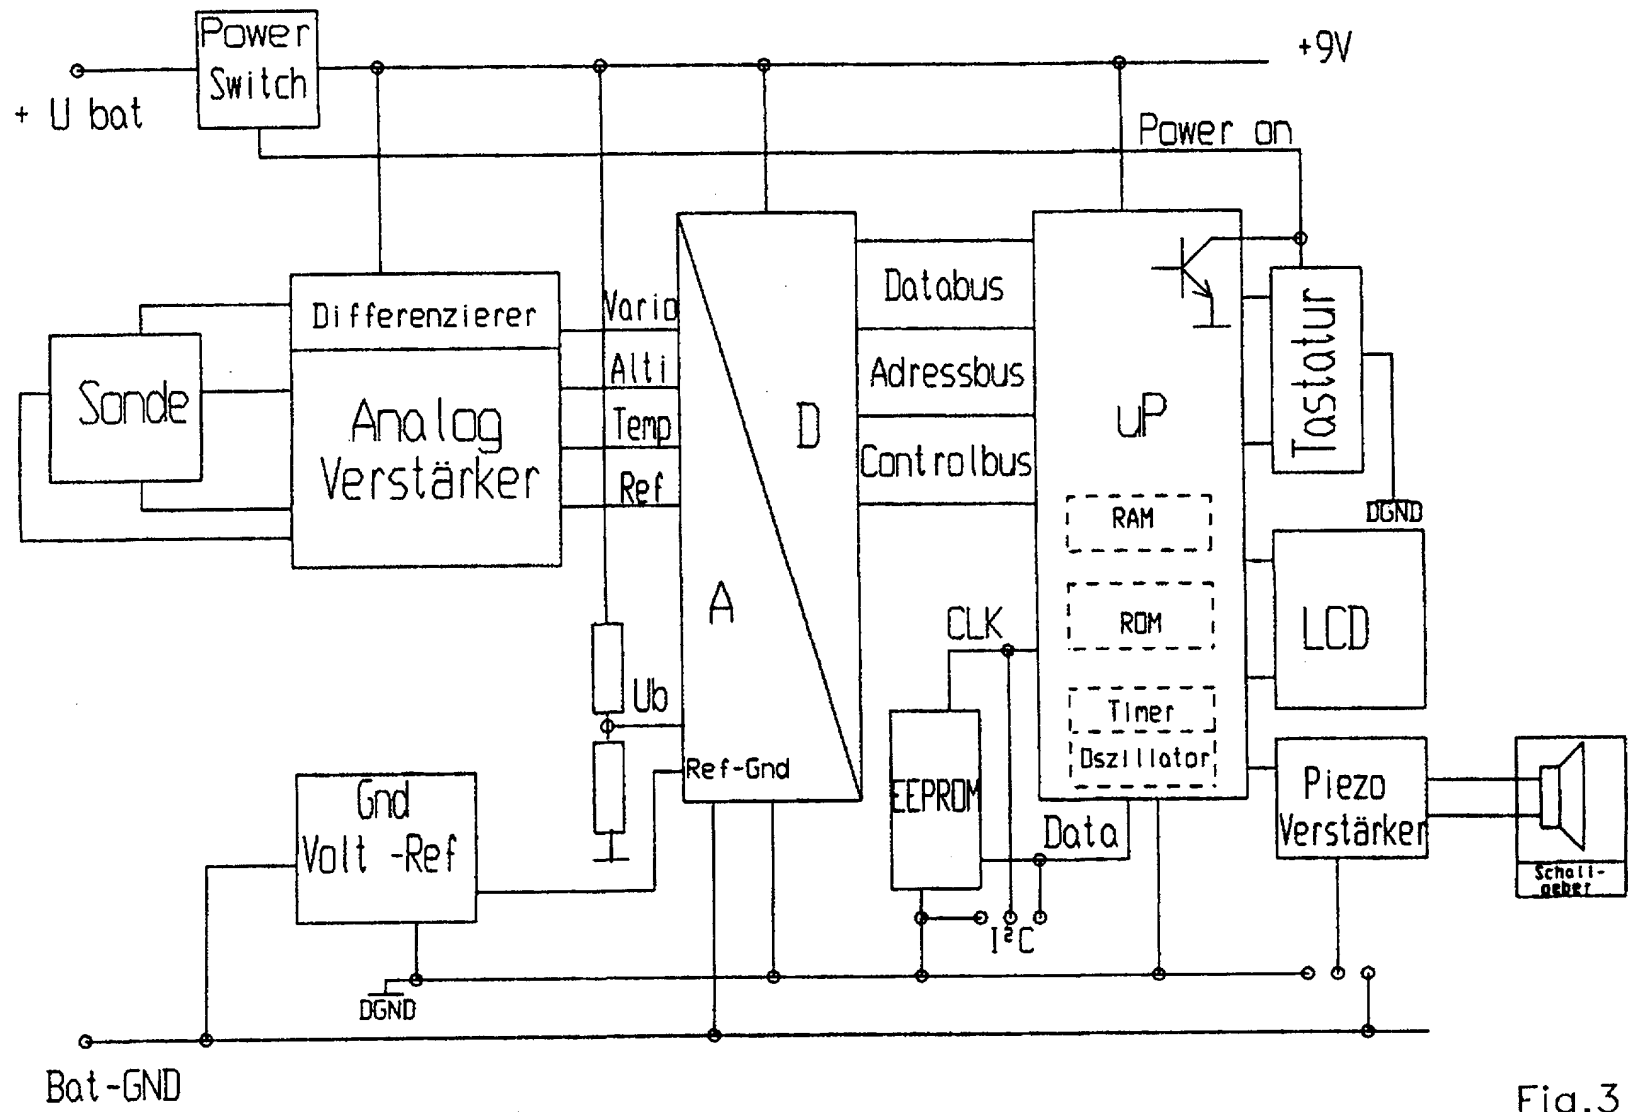 Power
Switch
+9V
+ U bat
Power on
Differenzierer
Vario
Databus
Tastatur
Sonde
Alti
Adressbus
Analog
Verstärker
Temp
D
uP
Ref
Controlbus
RAM
DGND
A
CLK
ROM
LCD
Ub
Timer
Oszillator
Ref-Gnd
EEPROM
Gnd
Volt -Ref
Data
Piezo
Verstärker
Schall-
geber
I²C
DGND
Bat-GND
Fig.3